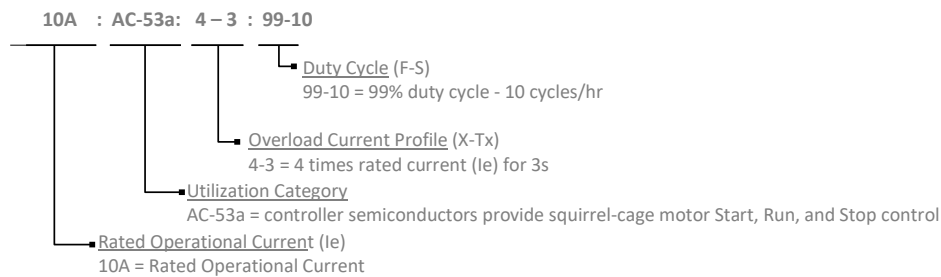 10A : AC-53a: 4 – 3 : 99-10
Duty Cycle (F-S)
99-10 = 99% duty cycle - 10 cycles/hr
Overload Current Profile (X-Tx)
4-3 = 4 times rated current (Ie) for 3s
Utilization Category
AC-53a = controller semiconductors provide squirrel-cage motor Start, Run, and Stop control
Rated Operational Current (Ie)
10A = Rated Operational Current